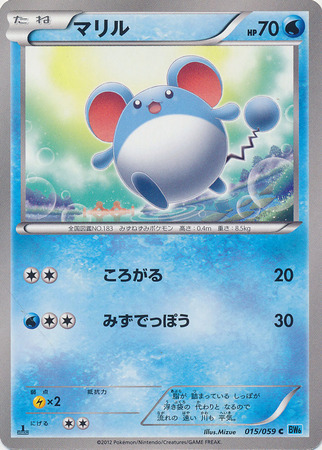 たね マリル HP70
全国図鑑NO.183 みずねずみポケモン 高さ:0.4m 重さ:8.5kg
ころがる 20
みずでっぽう 30
弱点 抵抗力
×2
にげる
脂が 詰まっている しっぽが
浮き袋の 代わりと なるので
流れの 速い 川も 平気。
Illus.Mizue 015/059 C BW6
©2012 Pokémon/Nintendo/Creatures/GAME FREAK.